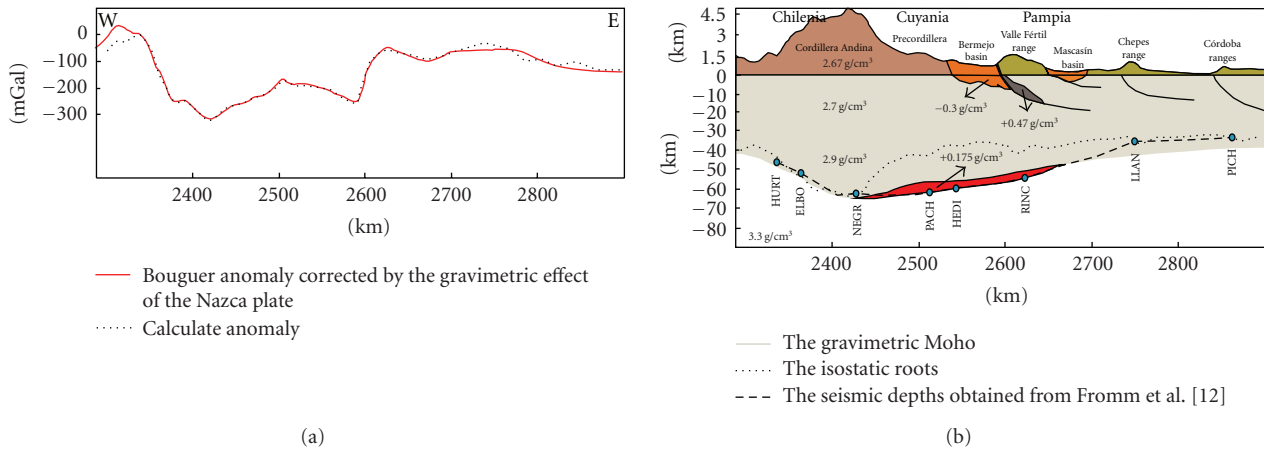 W
E
0
−100
−200
−300
(mGal)
2400
2500
2600
2700
2800
(km)
Bouguer anomaly corrected by the gravimetric effect
of the Nazca plate
Calculate anomaly
(a)
Chilenia
Cuyania
Pampia
4.5
3
1.5
0
−10
−20
−30
−40
−50
−60
−70
−80
(km)
(km)
Cordillera Andina
2.67 g/cm³
Precordillera
Bermejo
basin
Valle Fértil
range
Mascasín
basin
Chepes
range
Córdoba
ranges
2.7 g/cm³
−0.3 g/cm³
+0.47 g/cm³
2.9 g/cm³
+0.175 g/cm³
3.3 g/cm³
HURT
ELBO
NEGR
PACH
HEDI
RINC
LLAN
PICH
2400
2500
2600
2700
2800
(km)
The gravimetric Moho
The isostatic roots
The seismic depths obtained from Fromm et al. [12]
(b)